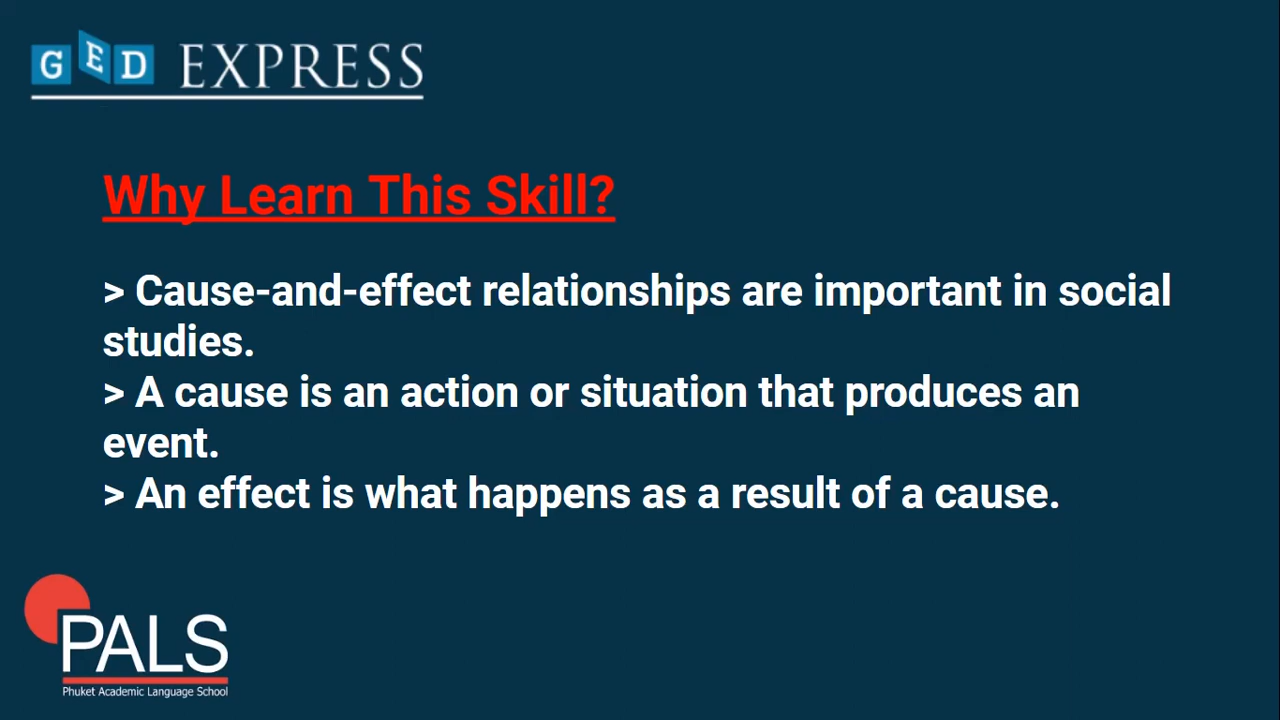 GED EXPRESS
Why Learn This Skill?
> Cause-and-effect relationships are important in social
studies.
> A cause is an action or situation that produces an
event.
> An effect is what happens as a result of a cause.
PALS
Phuket Academic Language School